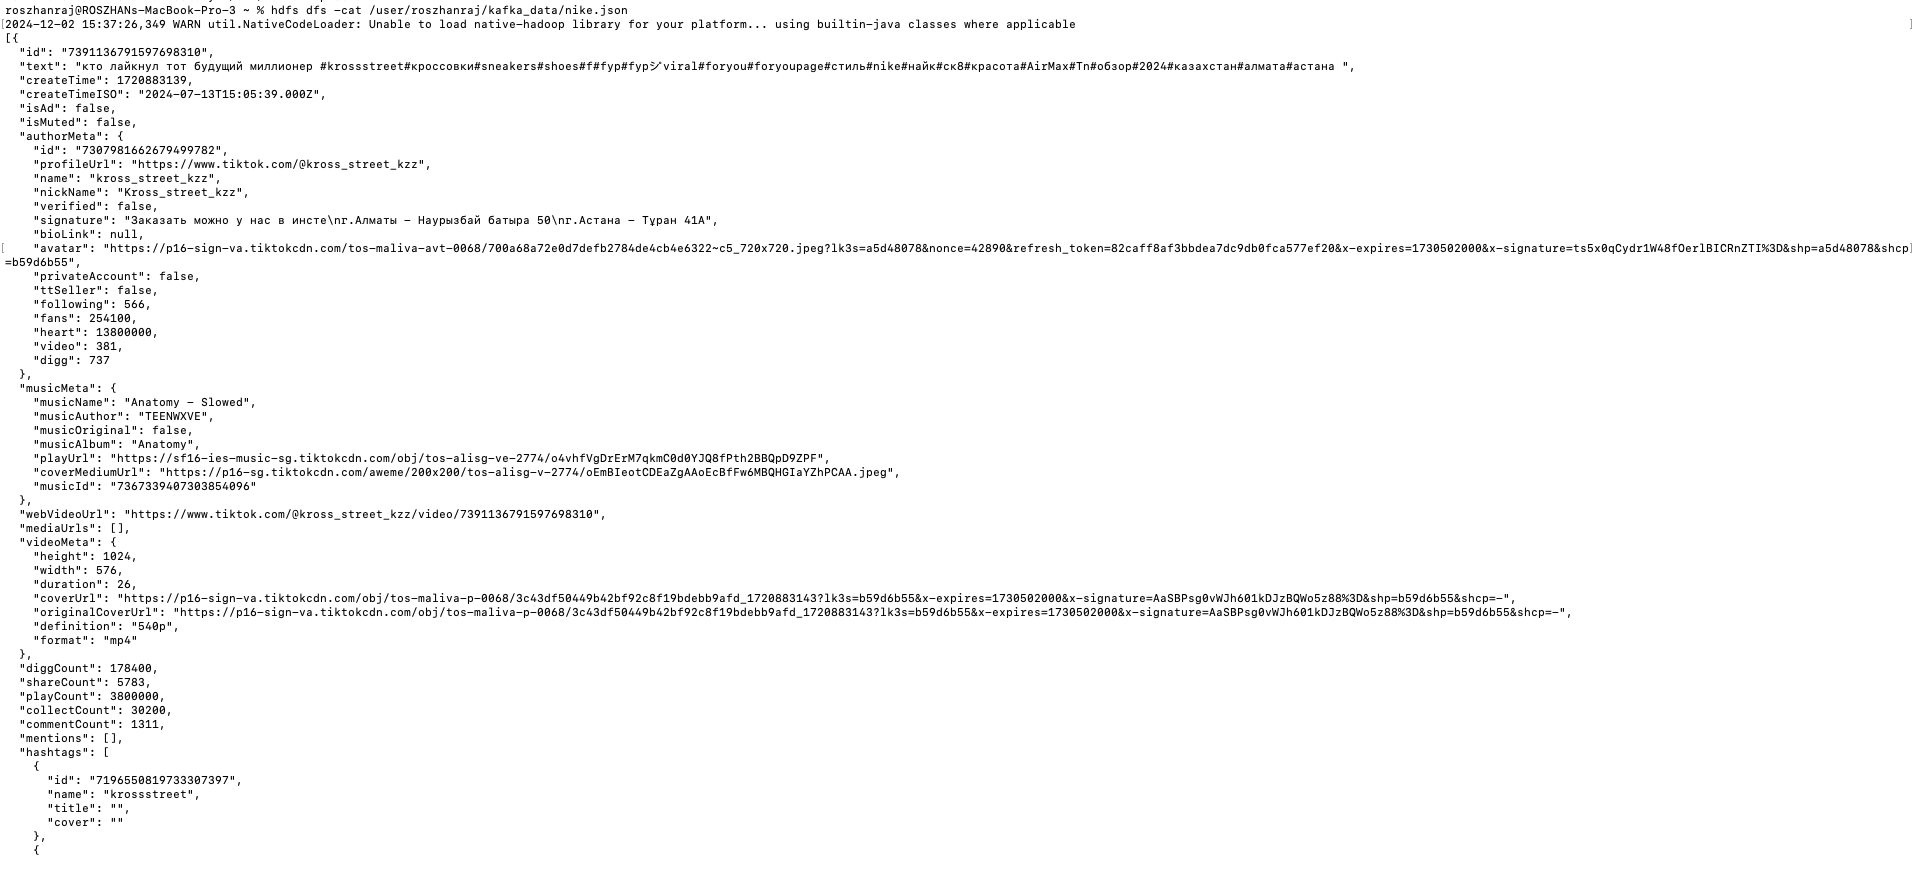 roszhanraj@ROSZHANs-MacBook-Pro-3 ~ % hdfs dfs -cat /user/roszhanraj/kafka_data/nike.json
[2024-12-02 15:37:26,349 WARN util.NativeCodeLoader: Unable to load native-hadoop library for your platform... using builtin-java classes where applicable ]
[{
"id": "7391136791597698310",
"text": "кто лайкнул тот будущий миллионер #krossstreet#кроссовки#sneakers#shoes#f#fyp#fypジviral#foryou#foryoupage#стиль#nike#найк#ск8#красота#AirMax#Tn#обзор#2024#казахстан#алмата#астана ",
"createTime": 1720883139,
"createTimeISO": "2024-07-13T15:05:39.000Z",
"isAd": false,
"isMuted": false,
"authorMeta": {
"id": "7307981662679499782",
"profileUrl": "https://www.tiktok.com/@kross_street_kzz",
"name": "kross_street_kzz",
"nickName": "Kross_street_kzz",
"verified": false,
"signature": "Заказать можно у нас в инсте\nг.Алматы - Наурызбай батыра 50\nг.Астана - Тұран 41А",
"bioLink": null,
[ "avatar": "https://p16-sign-va.tiktokcdn.com/tos-maliva-avt-0068/700a68a72e0d7defb2784de4cb4e6322~c5_720x720.jpeg?lk3s=a5d48078&nonce=42890&refresh_token=82caff8af3bbdea7dc9db0fca577ef20&x-expires=1730502000&x-signature=ts5x0qCydr1W48fOerlBICRnZTI%3D&shp=a5d48078&shcp]
=b59d6b55",
"privateAccount": false,
"ttSeller": false,
"following": 566,
"fans": 254100,
"heart": 13800000,
"video": 381,
"digg": 737
},
"musicMeta": {
"musicName": "Anatomy - Slowed",
"musicAuthor": "TEENWXVE",
"musicOriginal": false,
"musicAlbum": "Anatomy",
"playUrl": "https://sf16-ies-music-sg.tiktokcdn.com/obj/tos-alisg-ve-2774/o4vhfVgDrErM7qkmC0d0YJQ8fPth2BBQpD9ZPF",
"coverMediumUrl": "https://p16-sg.tiktokcdn.com/aweme/200x200/tos-alisg-v-2774/oEmBIeotCDEaZgAAoEcBfFw6MBQHGIaYZhPCAA.jpeg",
"musicId": "7367339407303854096"
},
"webVideoUrl": "https://www.tiktok.com/@kross_street_kzz/video/7391136791597698310",
"mediaUrls": [],
"videoMeta": {
"height": 1024,
"width": 576,
"duration": 26,
"coverUrl": "https://p16-sign-va.tiktokcdn.com/obj/tos-maliva-p-0068/3c43df50449b42bf92c8f19bdebb9afd_1720883143?lk3s=b59d6b55&x-expires=1730502000&x-signature=AaSBPsg0vWJh601kDJzBQWo5z88%3D&shp=b59d6b55&shcp=-",
"originalCoverUrl": "https://p16-sign-va.tiktokcdn.com/obj/tos-maliva-p-0068/3c43df50449b42bf92c8f19bdebb9afd_1720883143?lk3s=b59d6b55&x-expires=1730502000&x-signature=AaSBPsg0vWJh601kDJzBQWo5z88%3D&shp=b59d6b55&shcp=-",
"definition": "540p",
"format": "mp4"
},
"diggCount": 178400,
"shareCount": 5783,
"playCount": 3800000,
"collectCount": 30200,
"commentCount": 1311,
"mentions": [],
"hashtags": [
{
"id": "7196550819733307397",
"name": "krossstreet",
"title": "",
"cover": ""
},
{